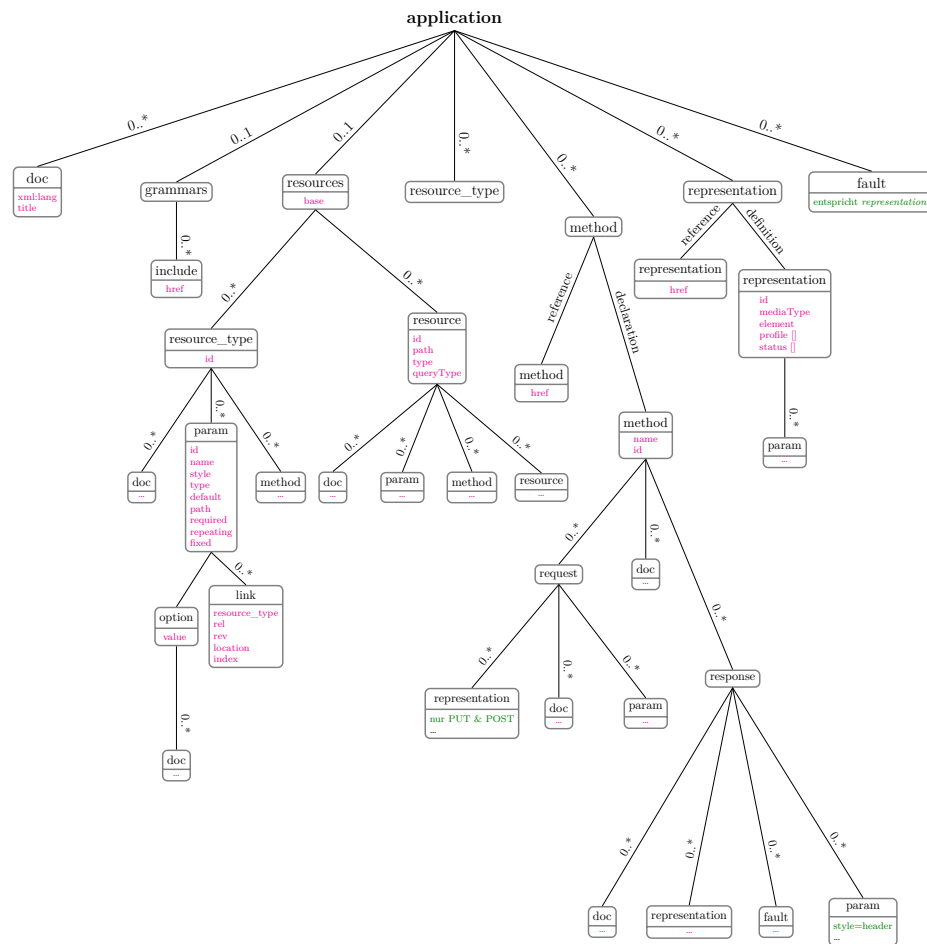 application
0..*
0..1
0..1
0..*
0..*
0..*
0..*
doc
xml:lang
title
grammars
resources
base
resource_type
method
representation
fault
entspricht representation
0..*
include
href
0..*
0..*
reference
declaration
reference
definition
representation
href
representation
id
mediaType
element
profile []
status []
resource_type
id
resource
id
path
type
queryType
method
href
method
name
id
0..*
param
...
0..*
0..*
0..*
0..*
0..*
0..*
0..*
doc
...
param
id
name
style
type
default
path
required
repeating
fixed
method
...
doc
...
param
...
method
...
resource
...
0..*
0..*
0..*
0..*
request
doc
...
option
value
link
resource_type
rel
rev
location
index
0..*
0..*
0..*
0..*
response
representation
nur PUT & POST
...
doc
...
param
...
doc
...
0..*
0..*
0..*
0..*
doc
...
representation
...
fault
...
param
style=header
...